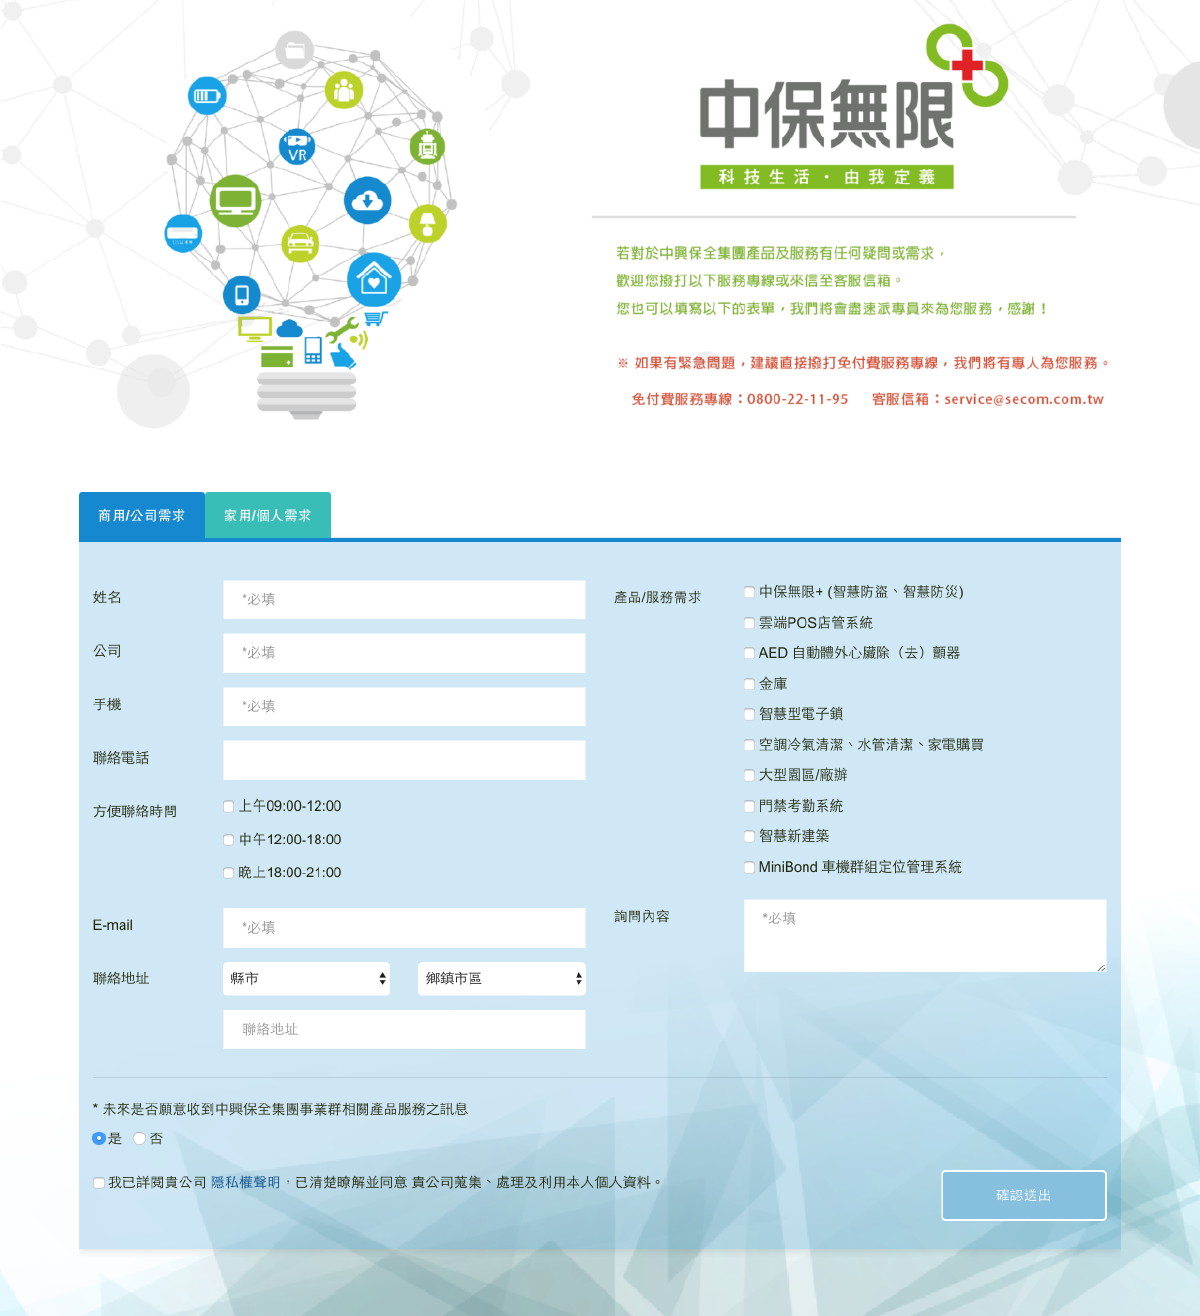 VR
中保無限
科技生活・由我定義
若對於中興保全集團產品及服務有任何疑問或需求，
歡迎您撥打以下服務專線或來信至客服信箱。
您也可以填寫以下的表單，我們將會盡速派專員來為您服務，感謝！
※ 如果有緊急問題，建議直接撥打免付費服務專線，我們將有專人為您服務。
免付費服務專線：0800-22-11-95 客服信箱：service@secom.com.tw
商用/公司需求 家用/個人需求
姓名 *必填
公司 *必填
手機 *必填
聯絡電話
方便聯絡時間 上午09:00-12:00
中午12:00-18:00
晚上18:00-21:00
E-mail *必填
聯絡地址 縣市 鄉鎮市區
聯絡地址
產品/服務需求 中保無限+ (智慧防盜、智慧防災)
雲端POS店管系統
AED 自動體外心臟除（去）顫器
金庫
智慧型電子鎖
空調冷氣清潔、水管清潔、家電購買
大型園區/廠辦
門禁考勤系統
智慧新建築
MiniBond 車機群組定位管理系統
詢問內容 *必填
* 未來是否願意收到中興保全集團事業群相關產品服務之訊息
是 否
我已詳閱貴公司 隱私權聲明，已清楚瞭解並同意 貴公司蒐集、處理及利用本人個人資料。
確認送出